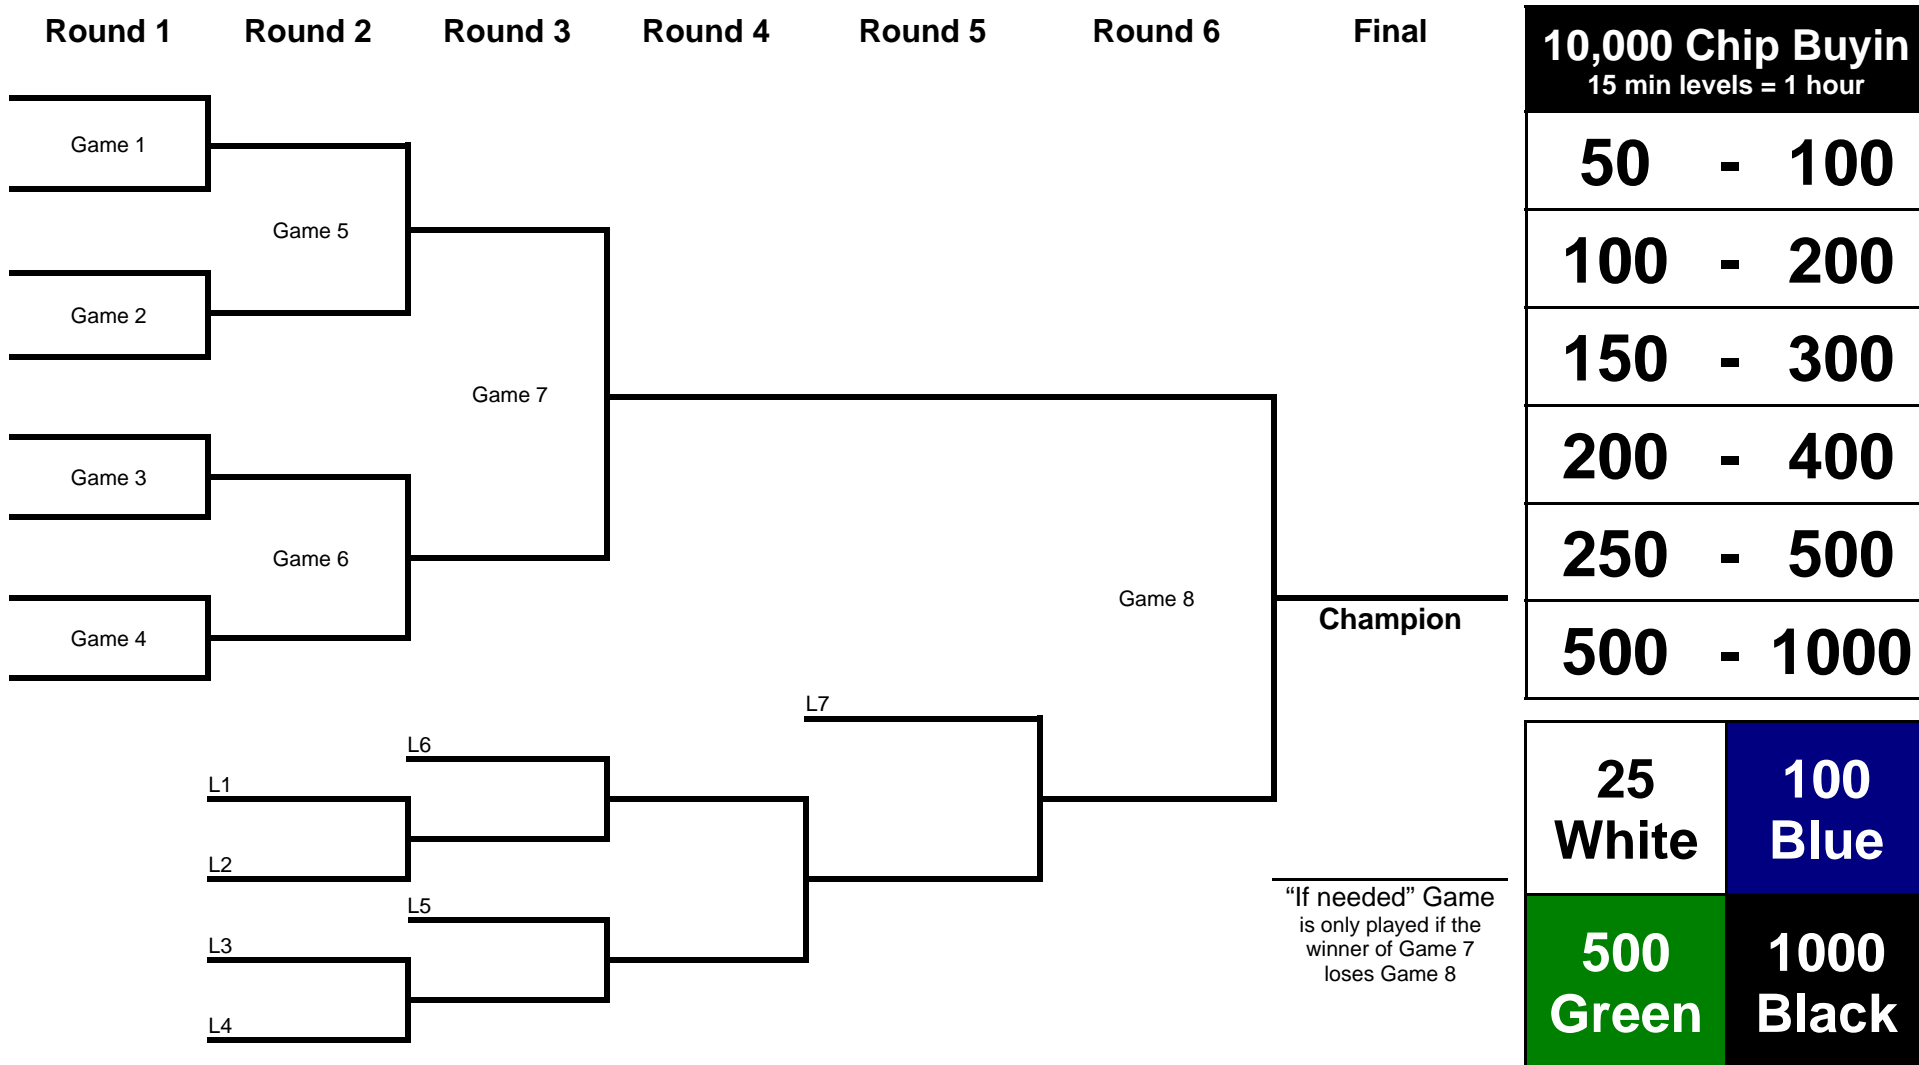 Round 1 Round 2 Round 3 Round 4 Round 5 Round 6 Final
Game 1
Game 5
Game 2
Game 7
Game 3
Game 6
Game 4
Game 8
Champion
L7
L6
L1
L2
L5
L3
L4
“If needed” Game
is only played if the
winner of Game 7
loses Game 8
10,000 Chip Buyin
15 min levels = 1 hour
50 - 100
100 - 200
150 - 300
200 - 400
250 - 500
500 - 1000
25
White
100
Blue
500
Green
1000
Black